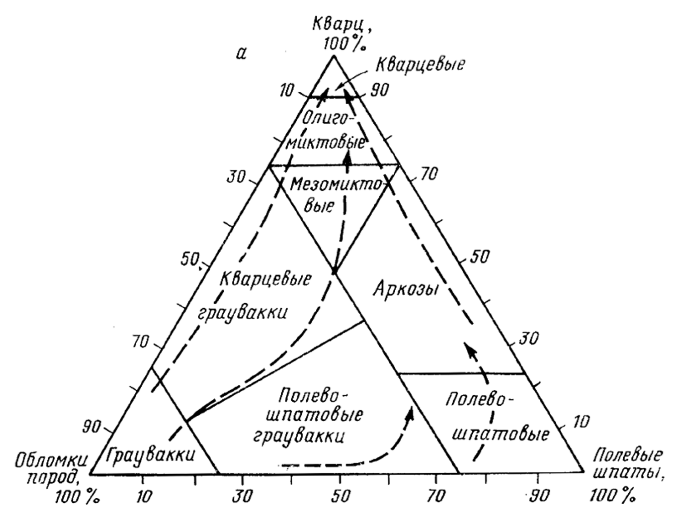 Кварц,
100%
а
Кварцевые
10
90
Олиго-
миктовые
30
70
Мезомикто-
вые
50
50
Кварцевые
граувакки
Аркозы
70
30
Полево-
шпатовые
граувакки
Полево-
шпатовые
90
10
Граувакки
Обломки
пород,
100%
10
30
50
70
90
Полевые
шпаты,
100%